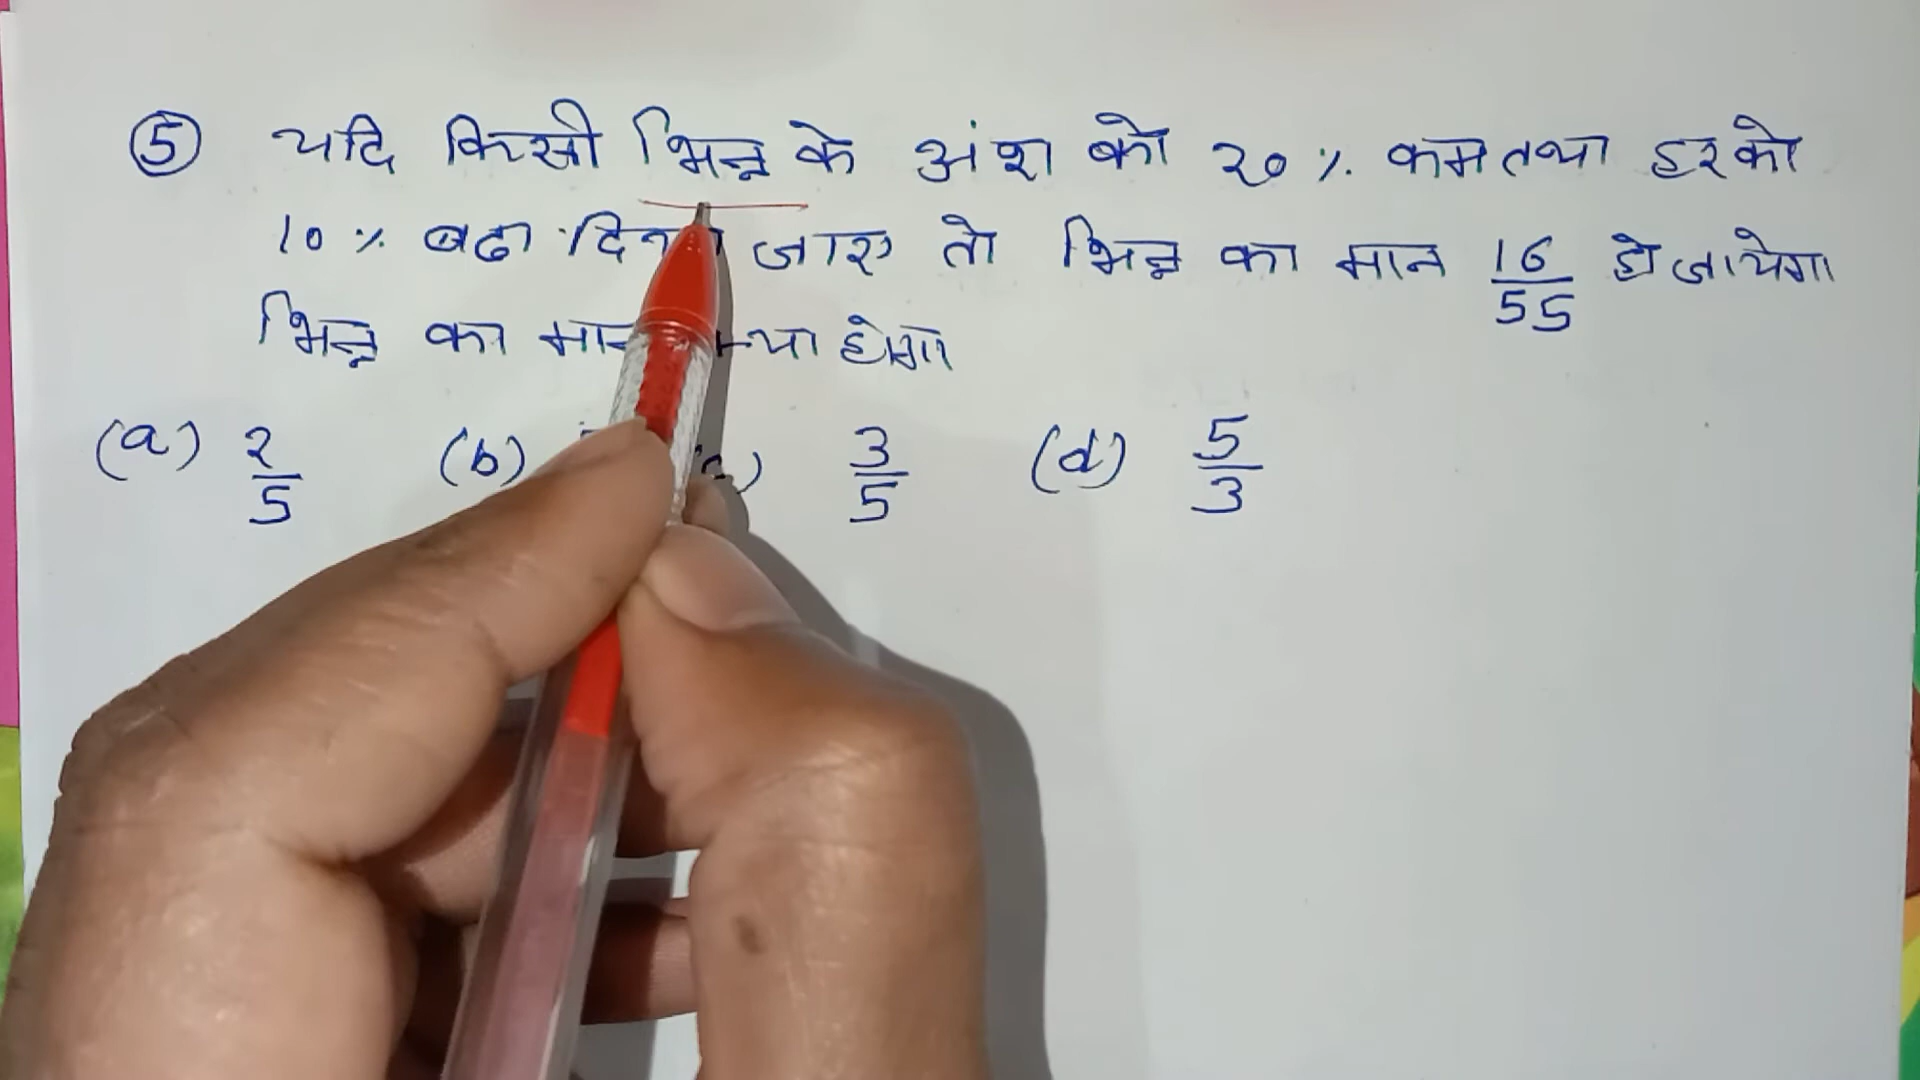 ⑤ यदि किसी भिन्न के अंश को 20 % कम तथा हर को
10 % बढा जाए तो भिन्न का मान 16/55 हो जायेगा
भिन्न का होगा
(a) 2/5 (b) 3/5 (d) 5/3